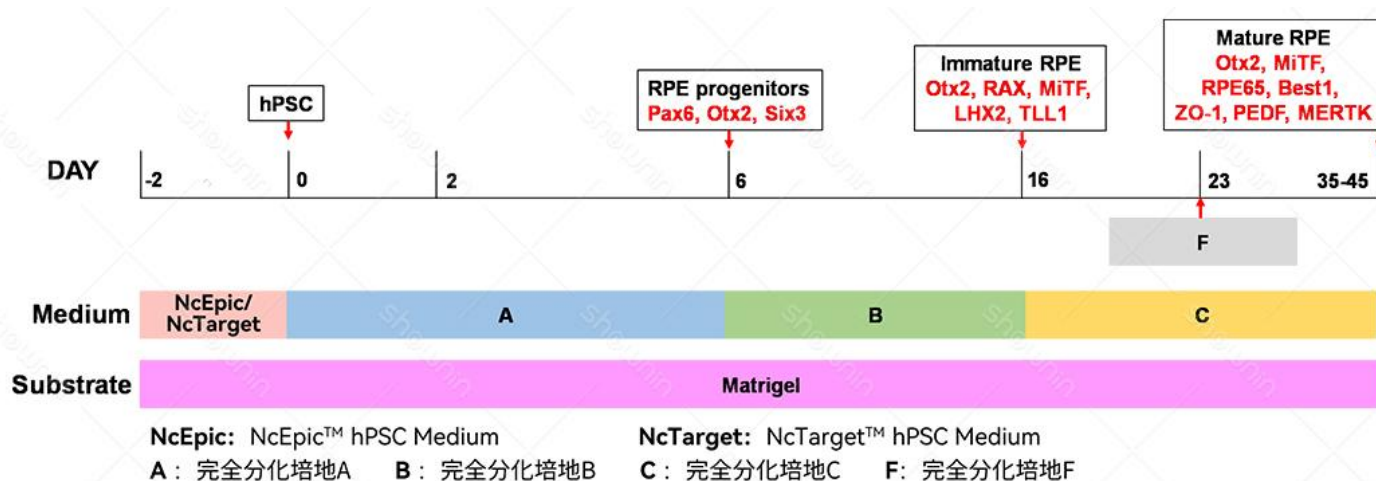 Mature RPE
Otx2, MiTF,
RPE65, Best1,
ZO-1, PEDF, MERTK
Immature RPE
Otx2, RAX, MiTF,
LHX2, TLL1
RPE progenitors
Pax6, Otx2, Six3
hPSC
DAY
-2 0 2 6 16 23 35-45
F
Medium
NcEpic/
NcTarget
A B C
Substrate
Matrigel
NcEpic: NcEpic™ hPSC Medium NcTarget: NcTarget™ hPSC Medium
A： 完全分化培地A B： 完全分化培地B C： 完全分化培地C F: 完全分化培地F
shownin